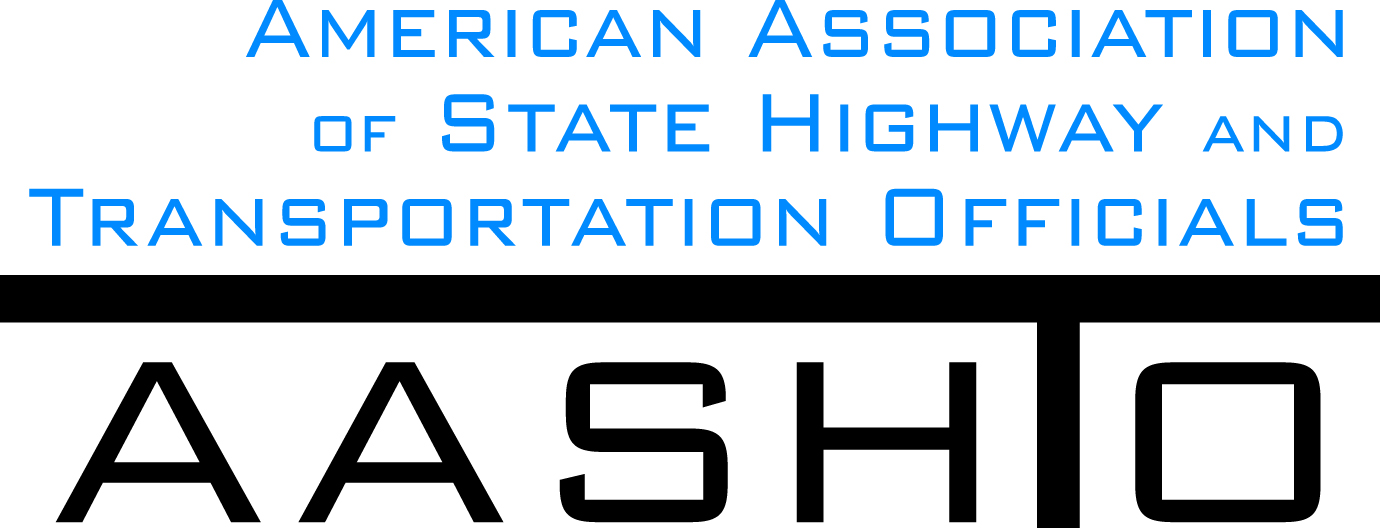 AMERICAN ASSOCIATION
OF STATE HIGHWAY AND
TRANSPORTATION OFFICIALS
AASHTO